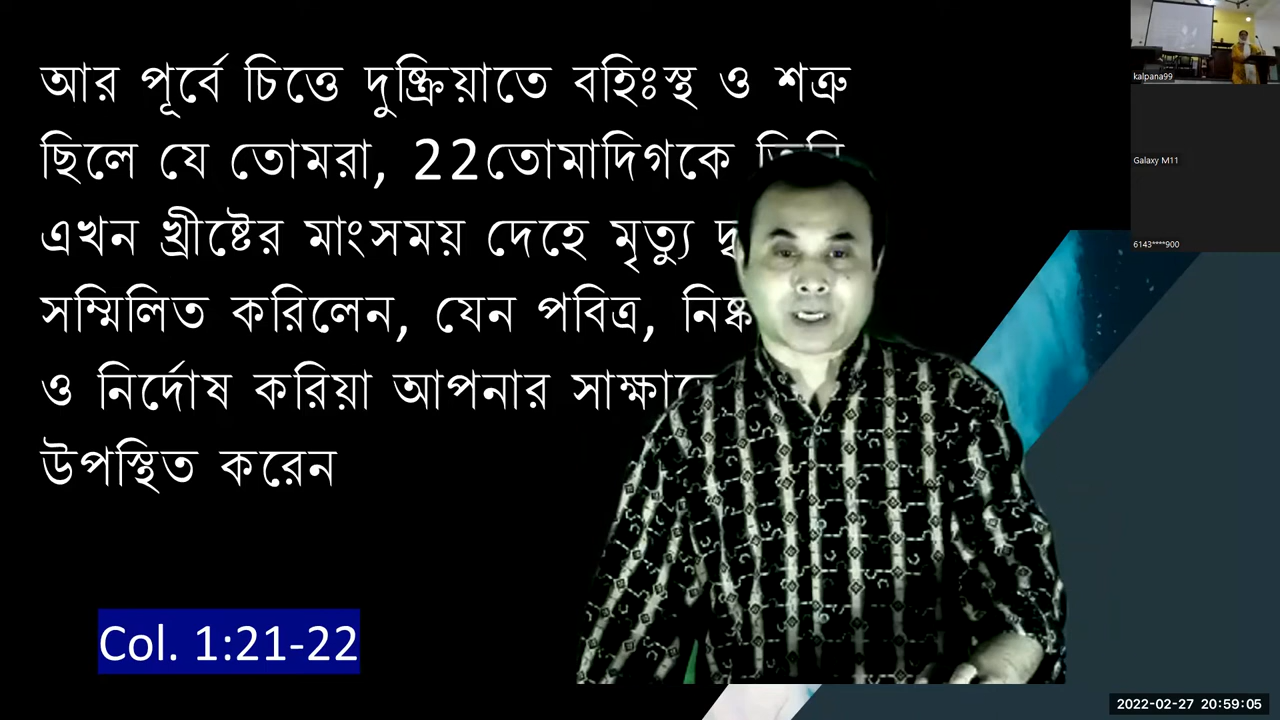 আর পূর্বে চিত্তে দুষ্ক্রিয়াতে বহিঃস্থ ও শত্রু
ছিলে যে তোমরা, 22তোমাদিগকে তিনি
এখন খ্রীষ্টের মাংসময় দেহে মৃত্যু
সম্মিলিত করিলেন, যেন পবিত্র,
ও নির্দোষ করিয়া আপনার
উপস্থিত করেন
Col. 1:21-22
kalpana99
Galaxy M11
6143****900
2022-02-27 20:59:05